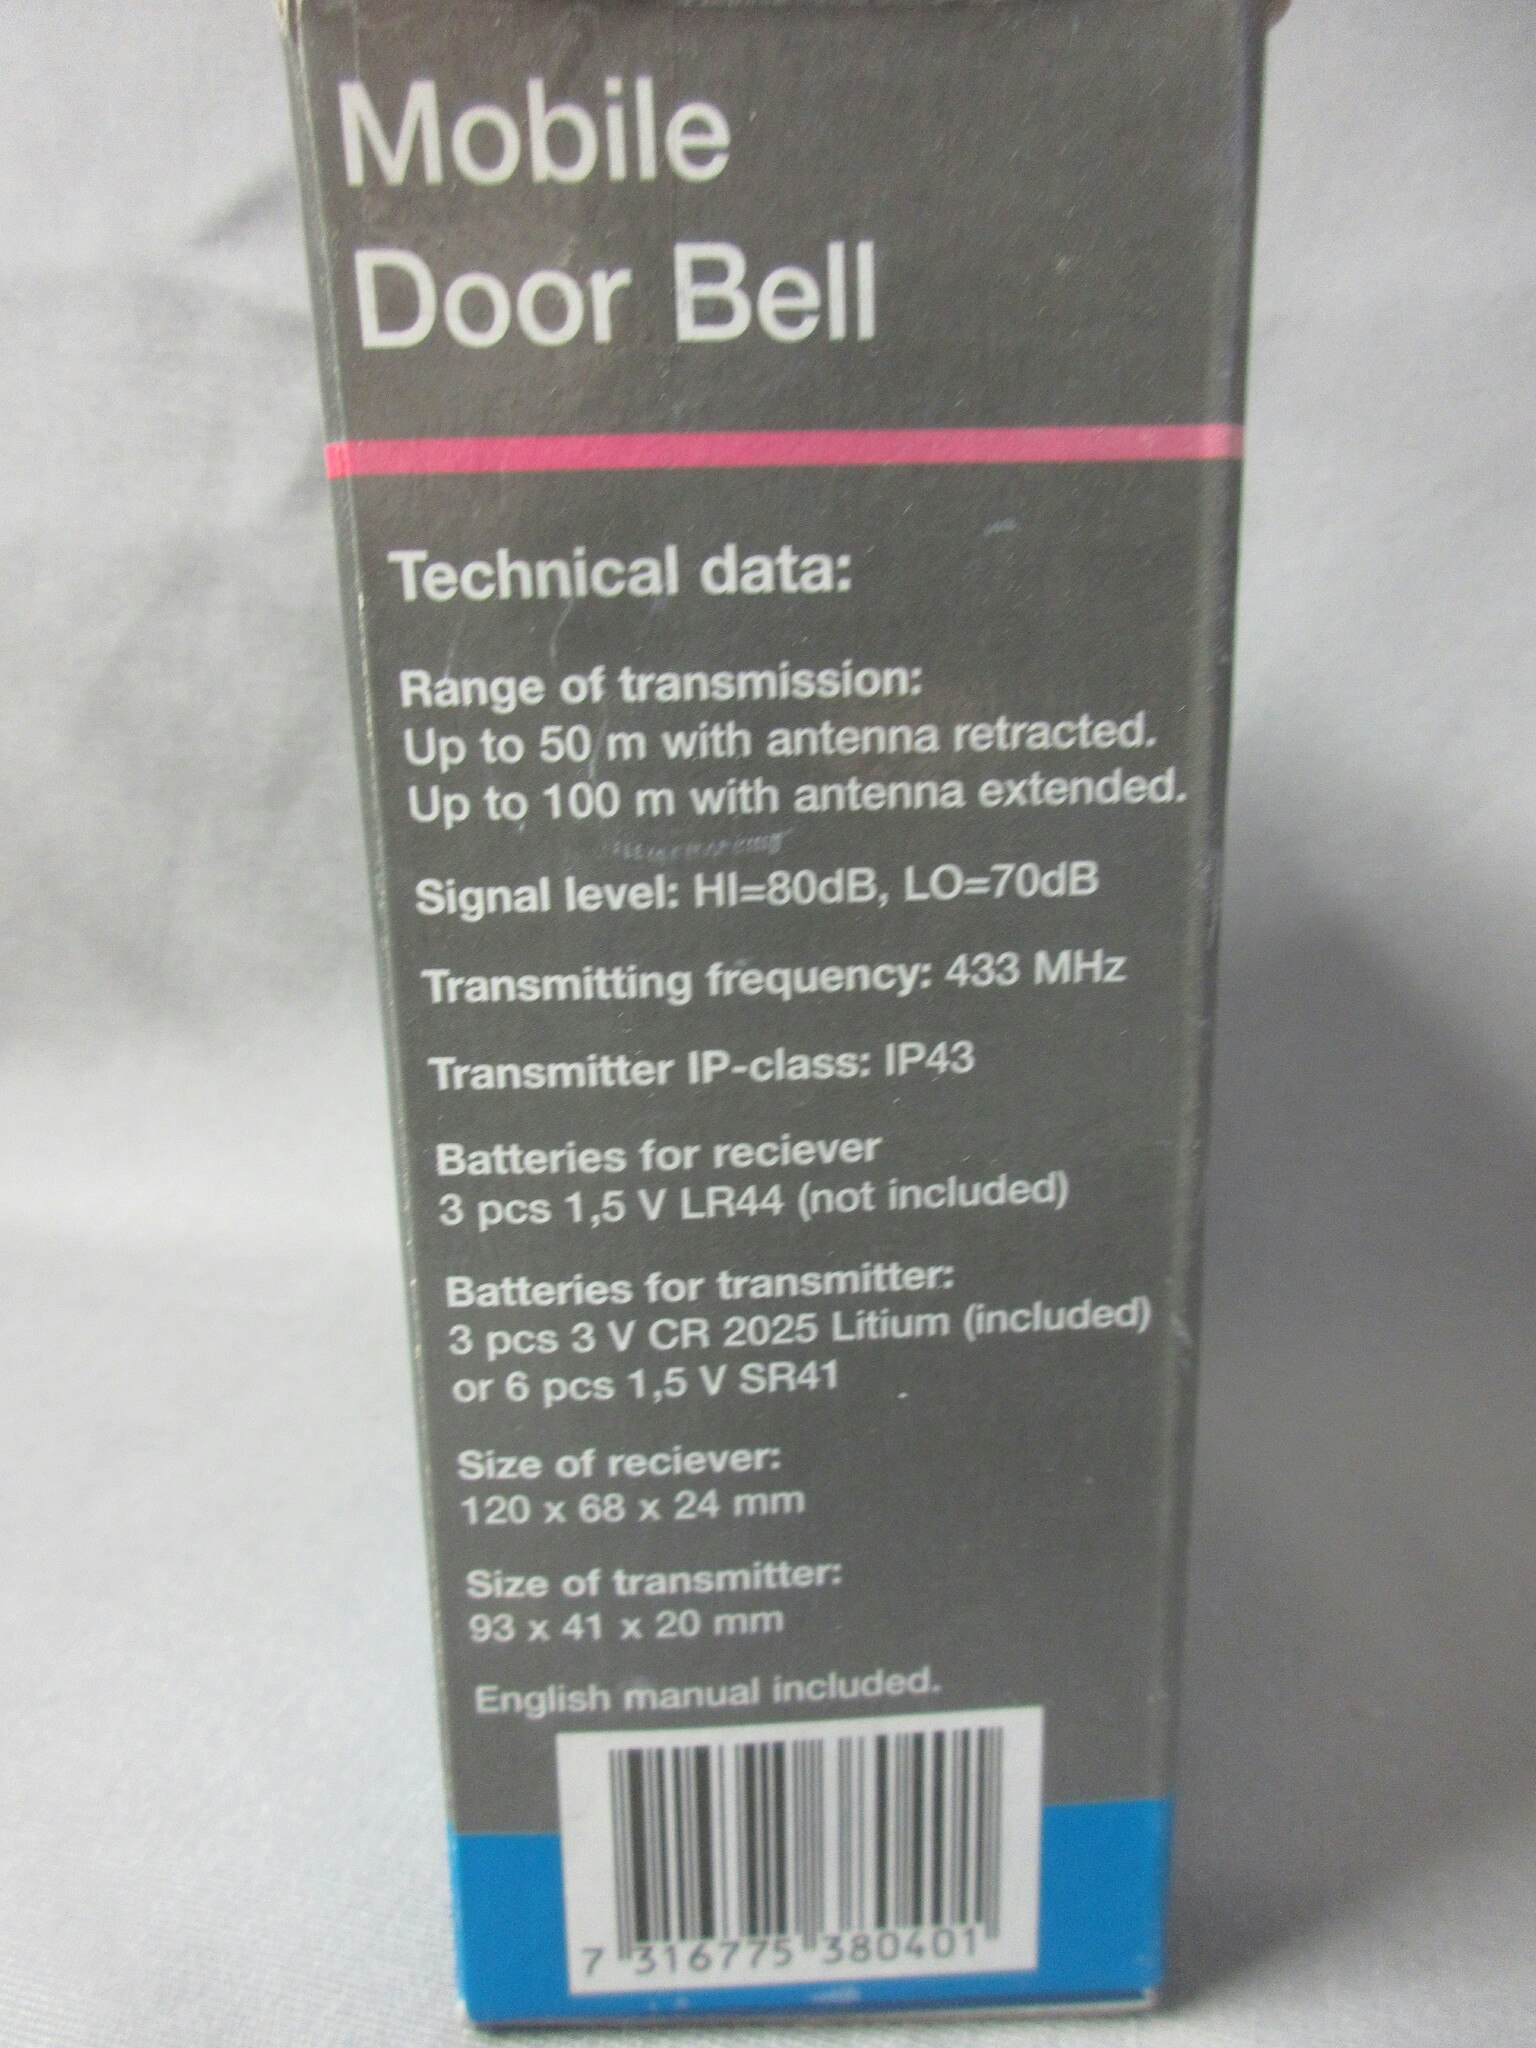 Mobile
Door Bell
Technical data:
Range of transmission:
Up to 50 m with antenna retracted.
Up to 100 m with antenna extended.
Signal level: HI=80dB, LO=70dB
Transmitting frequency: 433 MHz
Transmitter IP-class: IP43
Batteries for reciever
3 pcs 1,5 V LR44 (not included)
Batteries for transmitter:
3 pcs 3 V CR 2025 Litium (included)
or 6 pcs 1,5 V SR41
Size of reciever:
120 x 68 x 24 mm
Size of transmitter:
93 x 41 x 20 mm
English manual included.
7 316775 380401